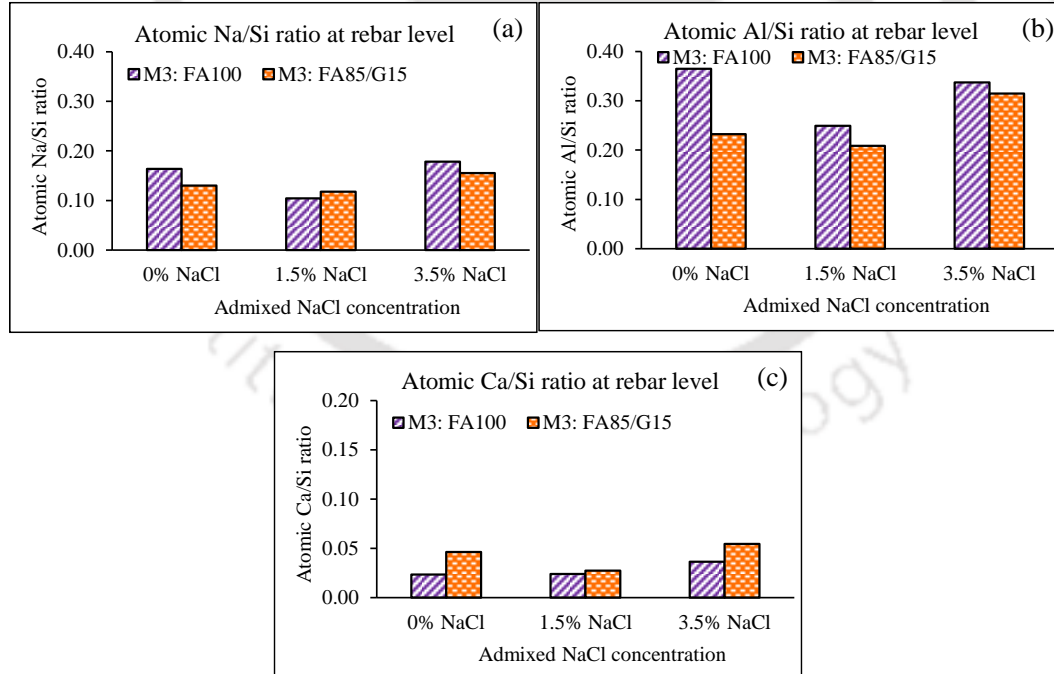 Atomic Na/Si ratio at rebar level
(a)
M3: FA100 M3: FA85/G15
0.40
0.30
0.20
0.10
0.00
Atomic Na/Si ratio
0% NaCl 1.5% NaCl 3.5% NaCl
Admixed NaCl concentration
Atomic Al/Si ratio at rebar level
(b)
M3: FA100 M3: FA85/G15
0.40
0.30
0.20
0.10
0.00
Atomic Al/Si ratio
0% NaCl 1.5% NaCl 3.5% NaCl
Admixed NaCl concentration
Atomic Ca/Si ratio at rebar level
(c)
M3: FA100 M3: FA85/G15
0.20
0.15
0.10
0.05
0.00
Atomic Ca/Si ratio
0% NaCl 1.5% NaCl 3.5% NaCl
Admixed NaCl concentration